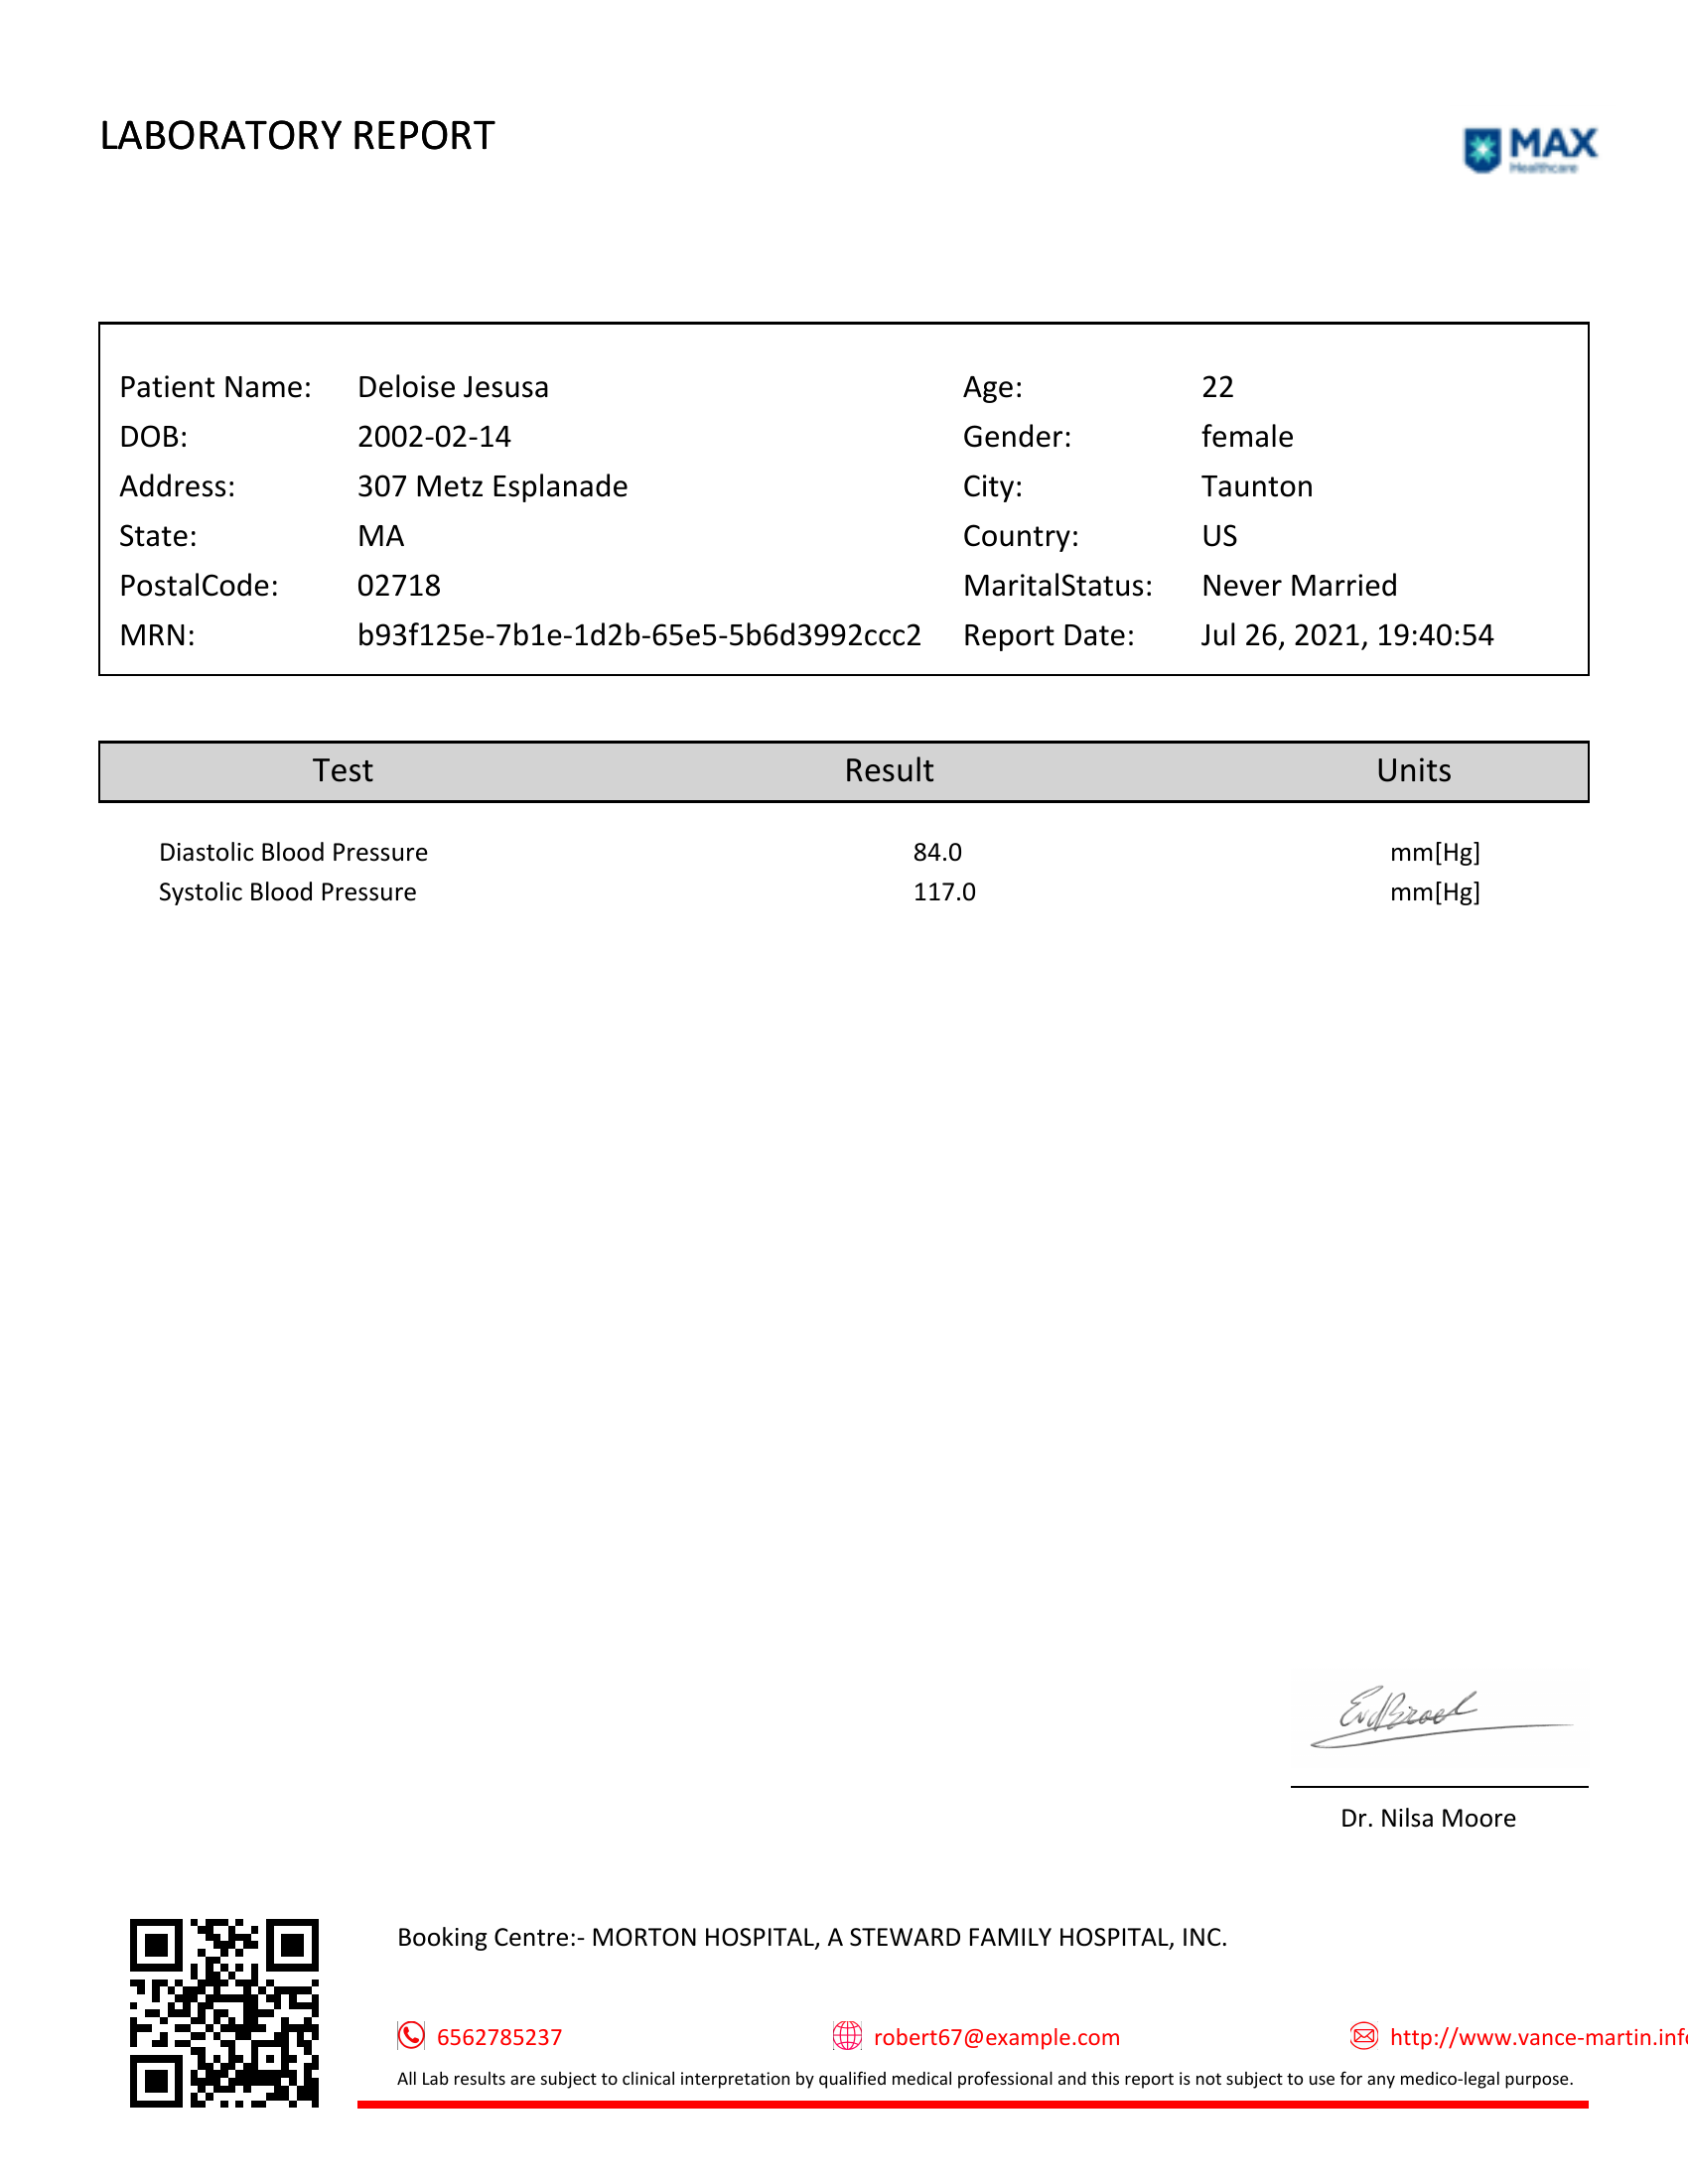 LABORATORY REPORT
MAX
Healthcare
Patient Name: Deloise Jesusa Age: 22
DOB: 2002-02-14 Gender: female
Address: 307 Metz Esplanade City: Taunton
State: MA Country: US
PostalCode: 02718 MaritalStatus: Never Married
MRN: b93f125e-7b1e-1d2b-65e5-5b6d3992ccc2 Report Date: Jul 26, 2021, 19:40:54
Test Result Units
Diastolic Blood Pressure 84.0 mm[Hg]
Systolic Blood Pressure 117.0 mm[Hg]
Dr. Nilsa Moore
Booking Centre:- MORTON HOSPITAL, A STEWARD FAMILY HOSPITAL, INC.
6562785237 robert67@example.com http://www.vance-martin.info
All Lab results are subject to clinical interpretation by qualified medical professional and this report is not subject to use for any medico-legal purpose.